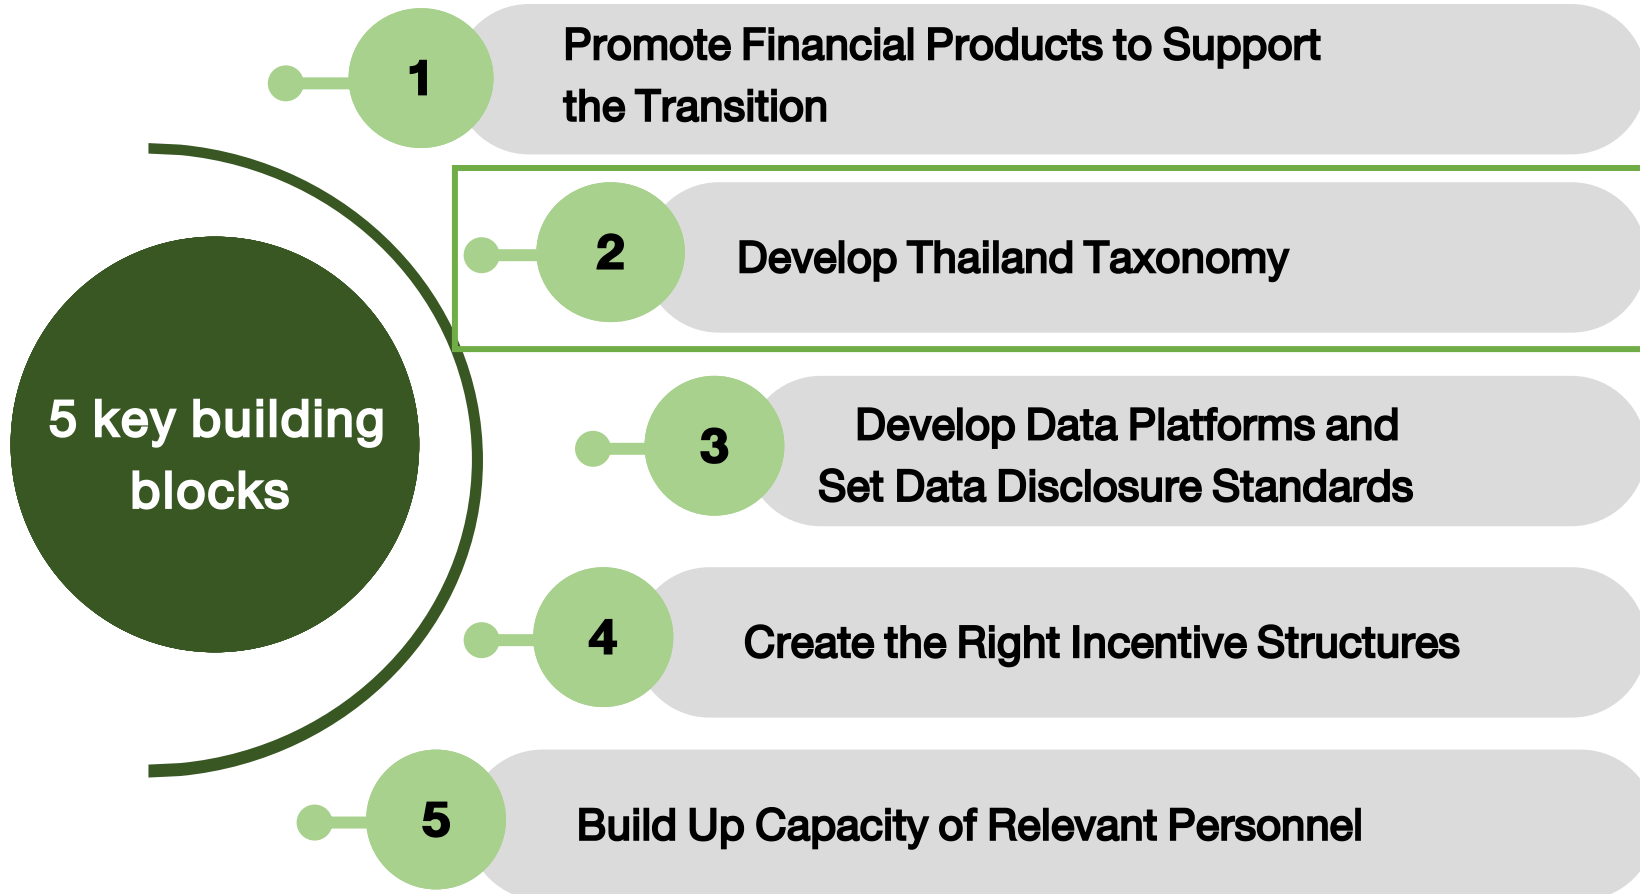 5 key building
blocks
1
Promote Financial Products to Support
the Transition
2
Develop Thailand Taxonomy
3
Develop Data Platforms and
Set Data Disclosure Standards
4
Create the Right Incentive Structures
5
Build Up Capacity of Relevant Personnel